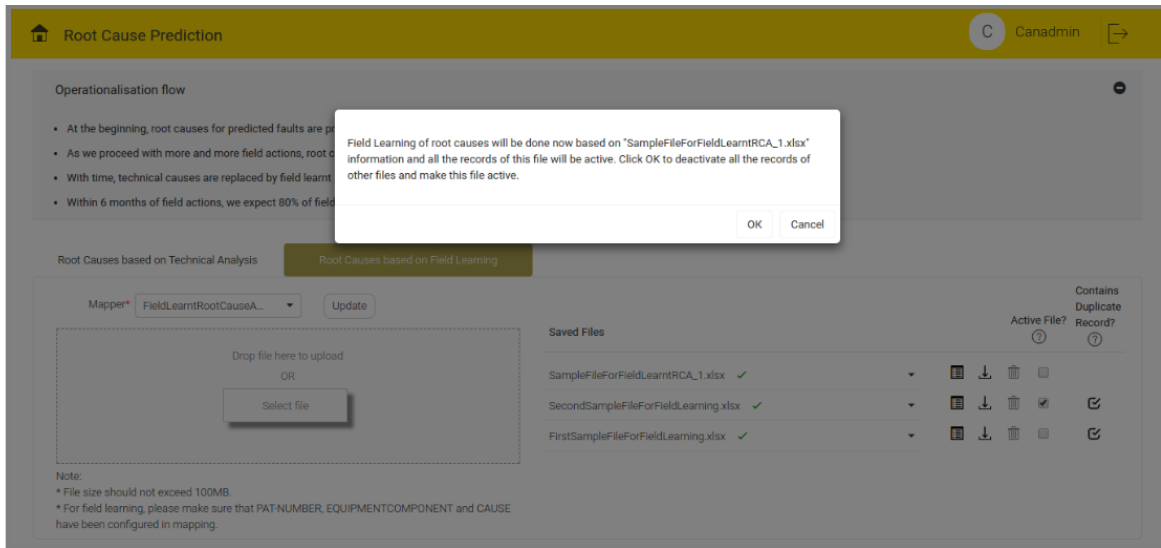 Root Cause Prediction
C Canadmin
Operationalisation flow
• At the beginning, root causes for predicted faults are
• As we proceed with more and more field actions, root
• With time, technical causes are replaced by field learnt
• Within 6 months of field actions, we expect 80% of field
Field Learning of root causes will be done now based on "SampleFileForFieldLearntRCA_1.xlsx"
information and all the records of this file will be active. Click OK to deactivate all the records of
other files and make this file active.
OK Cancel
Root Causes based on Technical Analysis Root Causes based on Field Learning
Mapper* FieldLearntRootCauseA... Update
Drop file here to upload
OR
Select file
Note:
* File size should not exceed 100MB.
* For field learning, please make sure that PAT-NUMBER, EQUIPMENTCOMPONENT and CAUSE
have been configured in mapping.
Saved Files
Active File?
?
Contains
Duplicate
Record?
?
SampleFileForFieldLearntRCA_1.xlsx
SecondSampleFileForFieldLearning.xlsx
FirstSampleFileForFieldLearning.xlsx